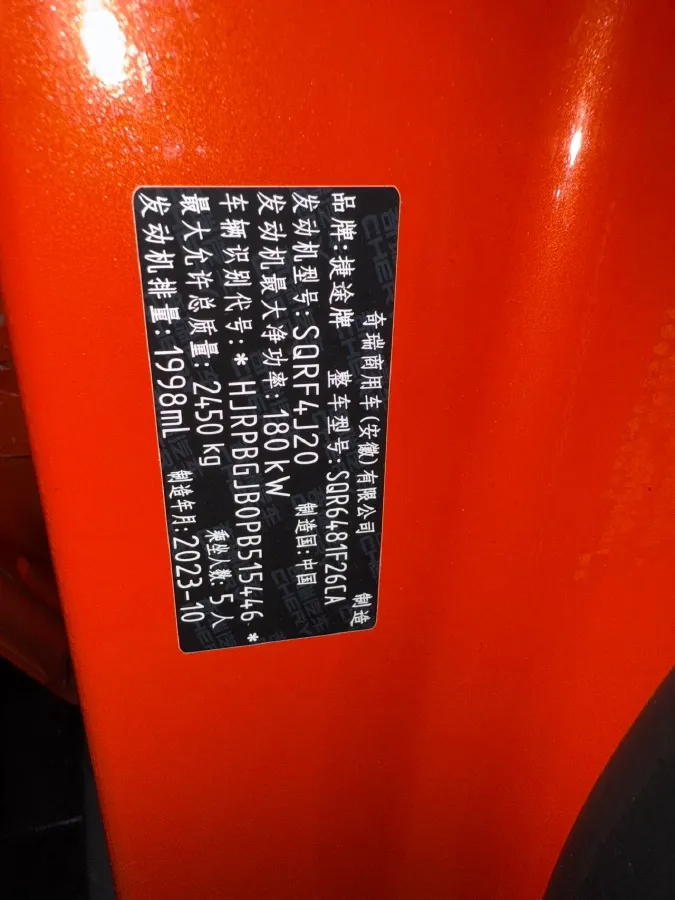 奇瑞商用车(安徽)有限公司 制造
品牌:捷途牌 整车型号:SQR6481F26CA
发动机型号:SQRF4J20
发动机最大净功率:180kW 制造国:中国
车辆识别代号:*HJRPBGJB0PB515446*
最大允许总质量:2450kg 乘坐人数:5人
发动机排量:1998mL 制造年月:2023-10